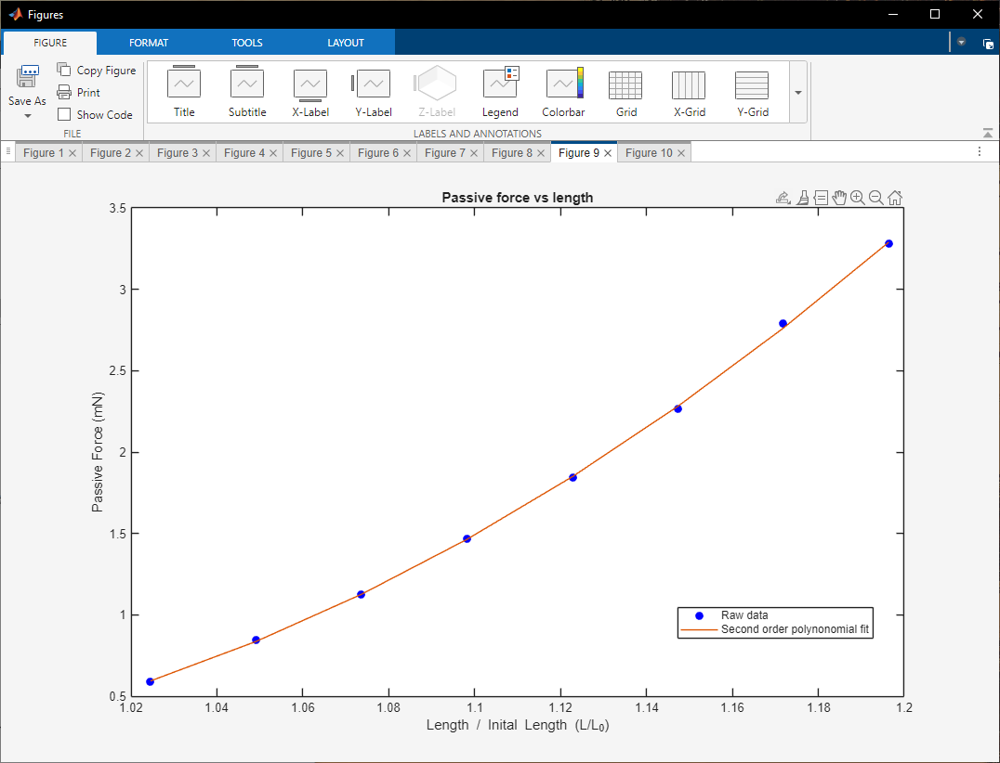 Figures
FIGURE FORMAT TOOLS LAYOUT
Save As
Copy Figure
Print
Show Code
FILE
Title Subtitle X-Label Y-Label Z-Label Legend Colorbar Grid X-Grid Y-Grid
LABELS AND ANNOTATIONS
Figure 1 Figure 2 Figure 3 Figure 4 Figure 5 Figure 6 Figure 7 Figure 8 Figure 9 Figure 10
Passive force vs length
3.5
3
2.5
2
1.5
1
0.5
Passive Force (mN)
Raw data
Second order polynonomial fit
1.02 1.04 1.06 1.08 1.1 1.12 1.14 1.16 1.18 1.2
Length / Inital Length (L/L₀)